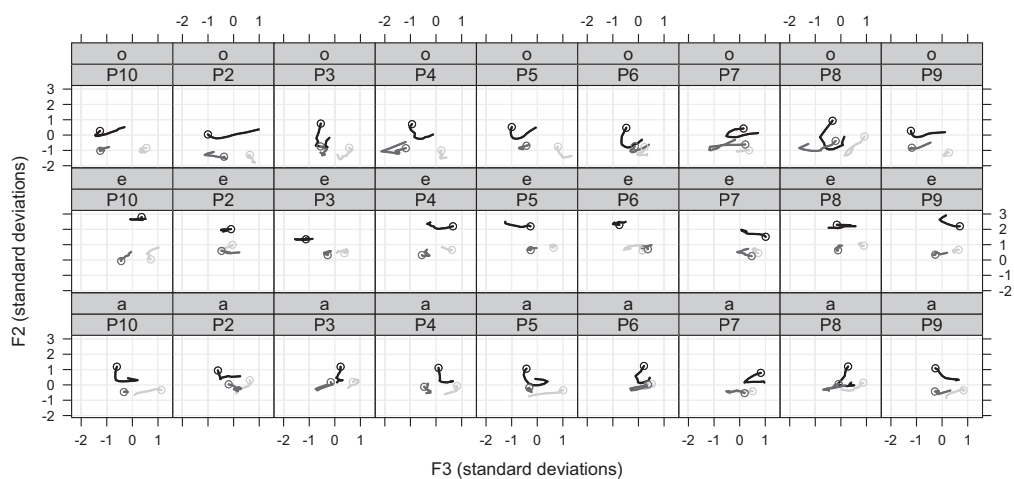 -2 -1 0 1 -2 -1 0 1 -2 -1 0 1 -2 -1 0 1
o o o o o o o o o
P10 P2 P3 P4 P5 P6 P7 P8 P9
3
2
1
0
-1
-2
e e e e e e e e e
P10 P2 P3 P4 P5 P6 P7 P8 P9
3
2
1
0
-1
-2
a a a a a a a a a
P10 P2 P3 P4 P5 P6 P7 P8 P9
3
2
1
0
-1
-2
-2 -1 0 1 -2 -1 0 1 -2 -1 0 1 -2 -1 0 1 -2 -1 0 1
F2 (standard deviations)
F3 (standard deviations)